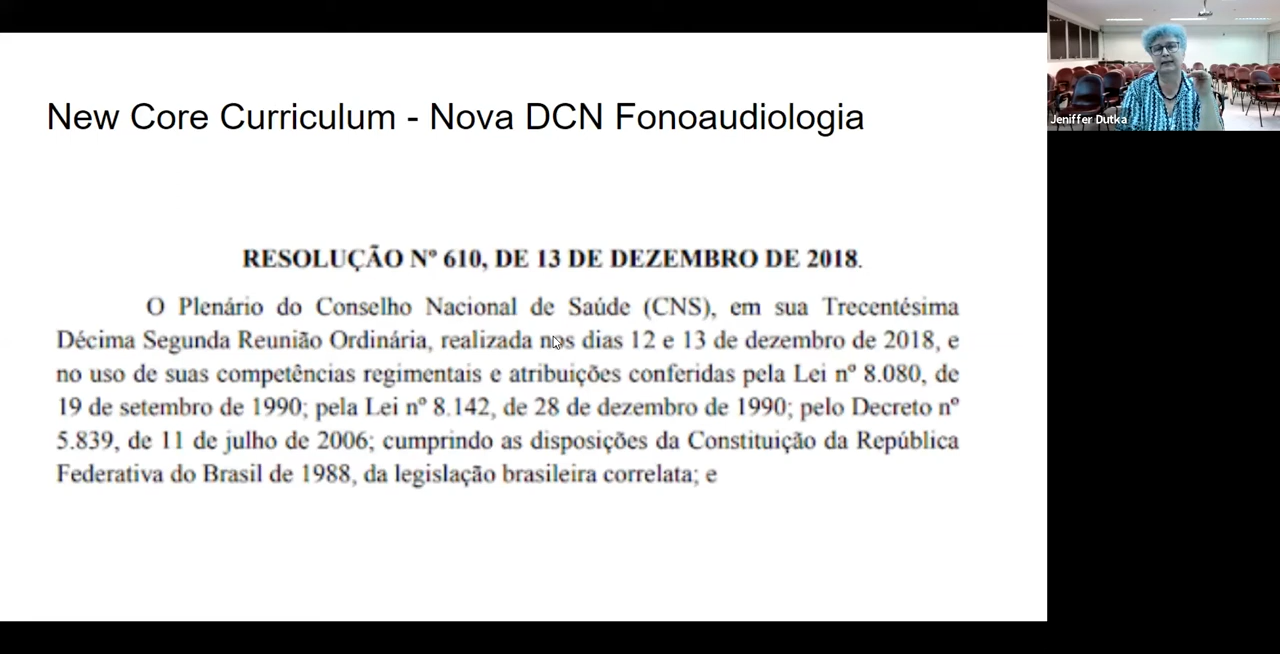 New Core Curriculum - Nova DCN Fonoaudiologia
Jeniffer Dutka
RESOLUÇÃO Nº 610, DE 13 DE DEZEMBRO DE 2018.
O Plenário do Conselho Nacional de Saúde (CNS), em sua Trecentésima
Décima Segunda Reunião Ordinária, realizada nos dias 12 e 13 de dezembro de 2018, e
no uso de suas competências regimentais e atribuições conferidas pela Lei nº 8.080, de
19 de setembro de 1990; pela Lei nº 8.142, de 28 de dezembro de 1990; pelo Decreto nº
5.839, de 11 de julho de 2006; cumprindo as disposições da Constituição da República
Federativa do Brasil de 1988, da legislação brasileira correlata; e